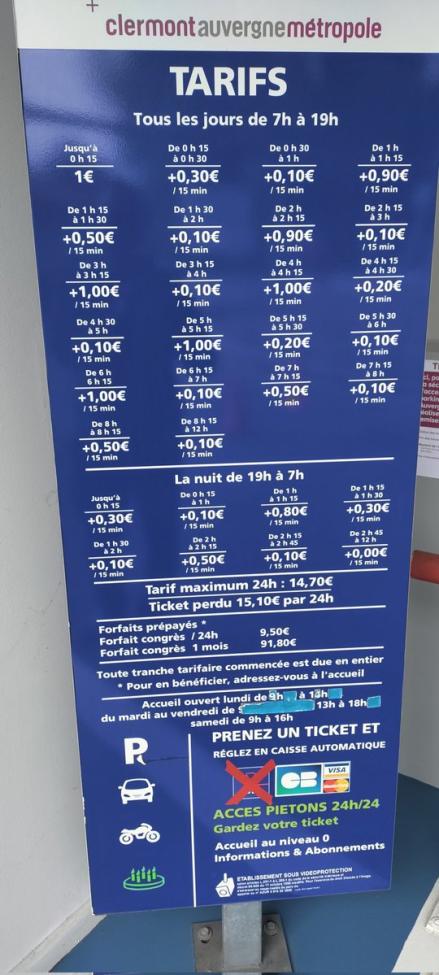 +
clermontauvergnemétropole
TARIFS
Tous les jours de 7h à 19h
Jusqu'à 0 h 15
1€
De 0 h 15 à 0 h 30
+0,30€ / 15 min
De 0 h 30 à 1 h
+0,10€ / 15 min
De 1 h à 1 h 15
+0,90€ / 15 min
De 1 h 15 à 1 h 30
+0,50€ / 15 min
De 1 h 30 à 2 h
+0,10€ / 15 min
De 2 h à 2 h 15
+0,90€ / 15 min
De 2 h 15 à 3 h
+0,10€ / 15 min
De 3 h à 3 h 15
+1,00€ / 15 min
De 3 h 15 à 4 h
+0,10€ / 15 min
De 4 h à 4 h 15
+1,00€ / 15 min
De 4 h 15 à 4 h 30
+0,20€ / 15 min
De 4 h 30 à 5 h
+0,10€ / 15 min
De 5 h à 5 h 15
+1,00€ / 15 min
De 5 h 15 à 5 h 30
+0,20€ / 15 min
De 5 h 30 à 6 h
+0,10€ / 15 min
De 6 h 6 h 15
+1,00€ / 15 min
De 6 h 15 à 7 h
+0,10€ / 15 min
De 7 h à 7 h 15
+0,50€ / 15 min
De 7 h 15 à 8 h
+0,10€ / 15 min
De 8 h à 8 h 15
+0,50€ / 15 min
De 8 h 15 à 12 h
+0,10€ / 15 min
La nuit de 19h à 7h
Jusqu'à 0 h 15
+0,30€ / 15 min
De 0 h 15 à 1 h
+0,10€ / 15 min
De 1 h à 1 h 15
+0,80€ / 15 min
De 1 h 15 à 1 h 30
+0,30€ / 15 min
De 1 h 30 à 2 h
+0,10€ / 15 min
De 2 h à 2 h 15
+0,50€ / 15 min
De 2 h 15 à 2 h 45
+0,10€ / 15 min
De 2 h 45 à 12 h
+0,00€ / 15 min
Tarif maximum 24h : 14,70€
Ticket perdu 15,10€ par 24h
Forfaits prépayés *
Forfait congrès / 24h 9,50€
Forfait congrès 1 mois 91,80€
Toute tranche tarifaire commencée est due en entier
* Pour en bénéficier, adressez-vous à l'accueil
Accueil ouvert lundi de 9h à 14h
du mardi au vendredi de 13h à 18h
samedi de 9h à 16h
P
PRENEZ UN TICKET ET
RÉGLEZ EN CAISSE AUTOMATIQUE
CB VISA
ACCES PIETONS 24h/24
Gardez votre ticket
Accueil au niveau 0
Informations & Abonnements
ETABLISSEMENT SOUS VIDEOPROTECTION